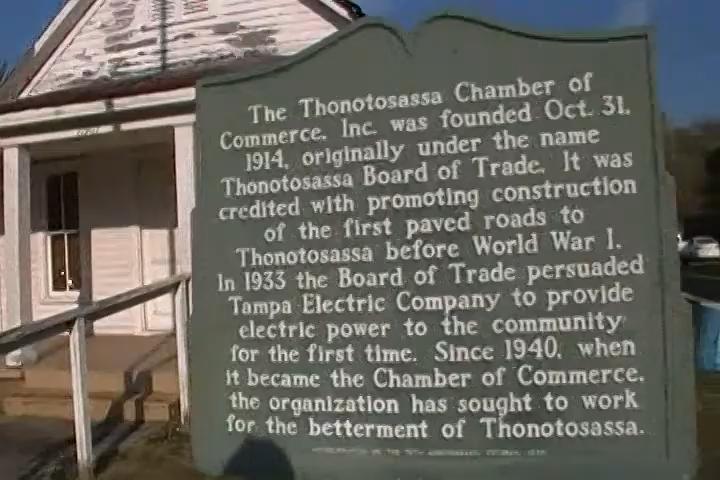 The Thonotosassa Chamber of
Commerce, Inc. was founded Oct. 31,
1914, originally under the name
Thonotosassa Board of Trade. It was
credited with promoting construction
of the first paved roads to
Thonotosassa before World War I.
In 1933 the Board of Trade persuaded
Tampa Electric Company to provide
electric power to the community
for the first time. Since 1940, when
it became the Chamber of Commerce,
the organization has sought to work
for the betterment of Thonotosassa.